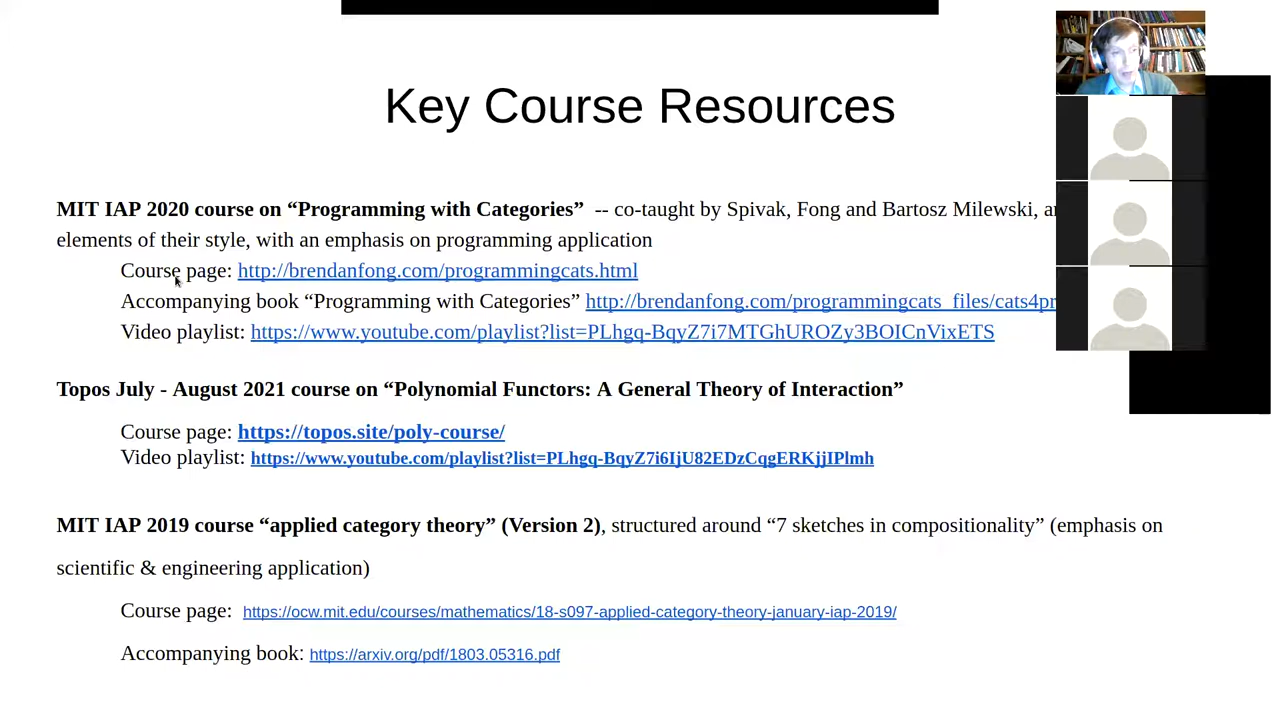 Key Course Resources
MIT IAP 2020 course on “Programming with Categories” -- co-taught by Spivak, Fong and Bartosz Milewski,
elements of their style, with an emphasis on programming application
Course page: http://brendanfong.com/programmingcats.html
Accompanying book “Programming with Categories” http://brendanfong.com/programmingcats_files/cats4pr
Video playlist: https://www.youtube.com/playlist?list=PLhgq-BqyZ7i7MTGhUROZy3BOICnVixETS
Topos July - August 2021 course on “Polynomial Functors: A General Theory of Interaction”
Course page: https://topos.site/poly-course/
Video playlist: https://www.youtube.com/playlist?list=PLhgq-BqyZ7i6IjU82EDzCqgERKjjIPlmh
MIT IAP 2019 course “applied category theory” (Version 2), structured around “7 sketches in compositionality” (emphasis on
scientific & engineering application)
Course page: https://ocw.mit.edu/courses/mathematics/18-s097-applied-category-theory-january-iap-2019/
Accompanying book: https://arxiv.org/pdf/1803.05316.pdf